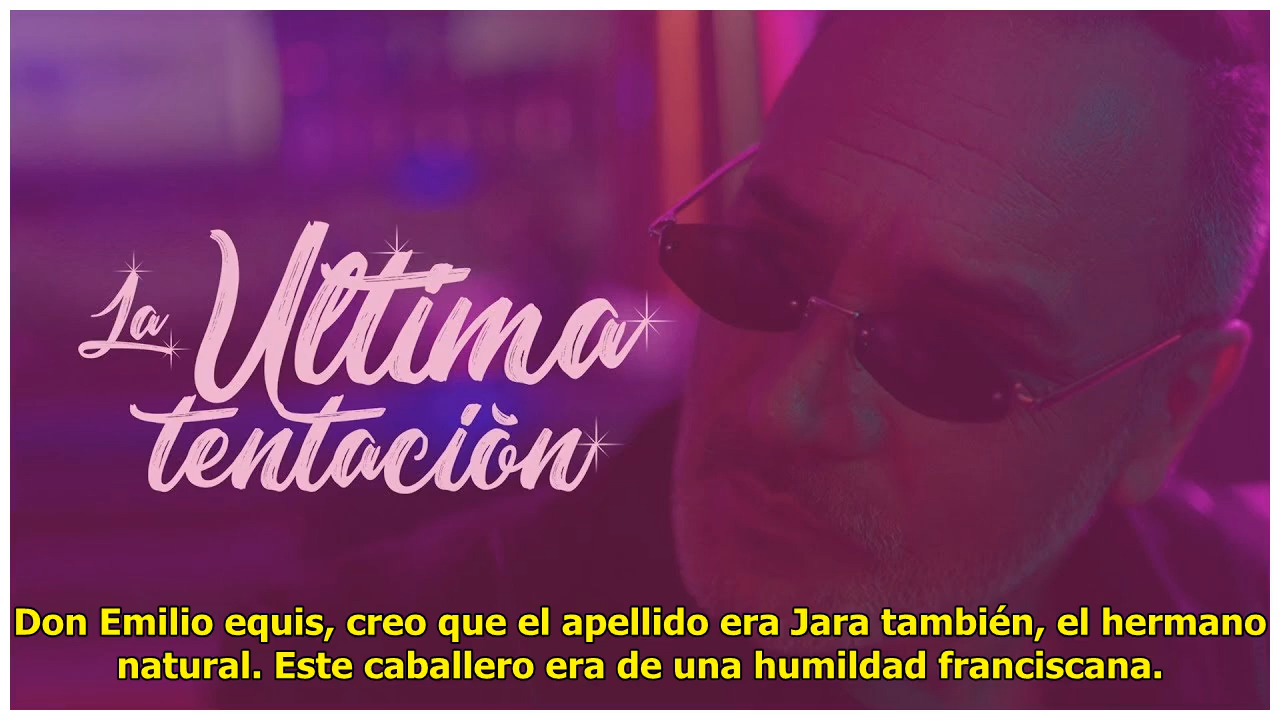 La
Ultima
tentaciòn
Don Emilio equis, creo que el apellido era Jara también, el hermano
natural. Este caballero era de una humildad franciscana.